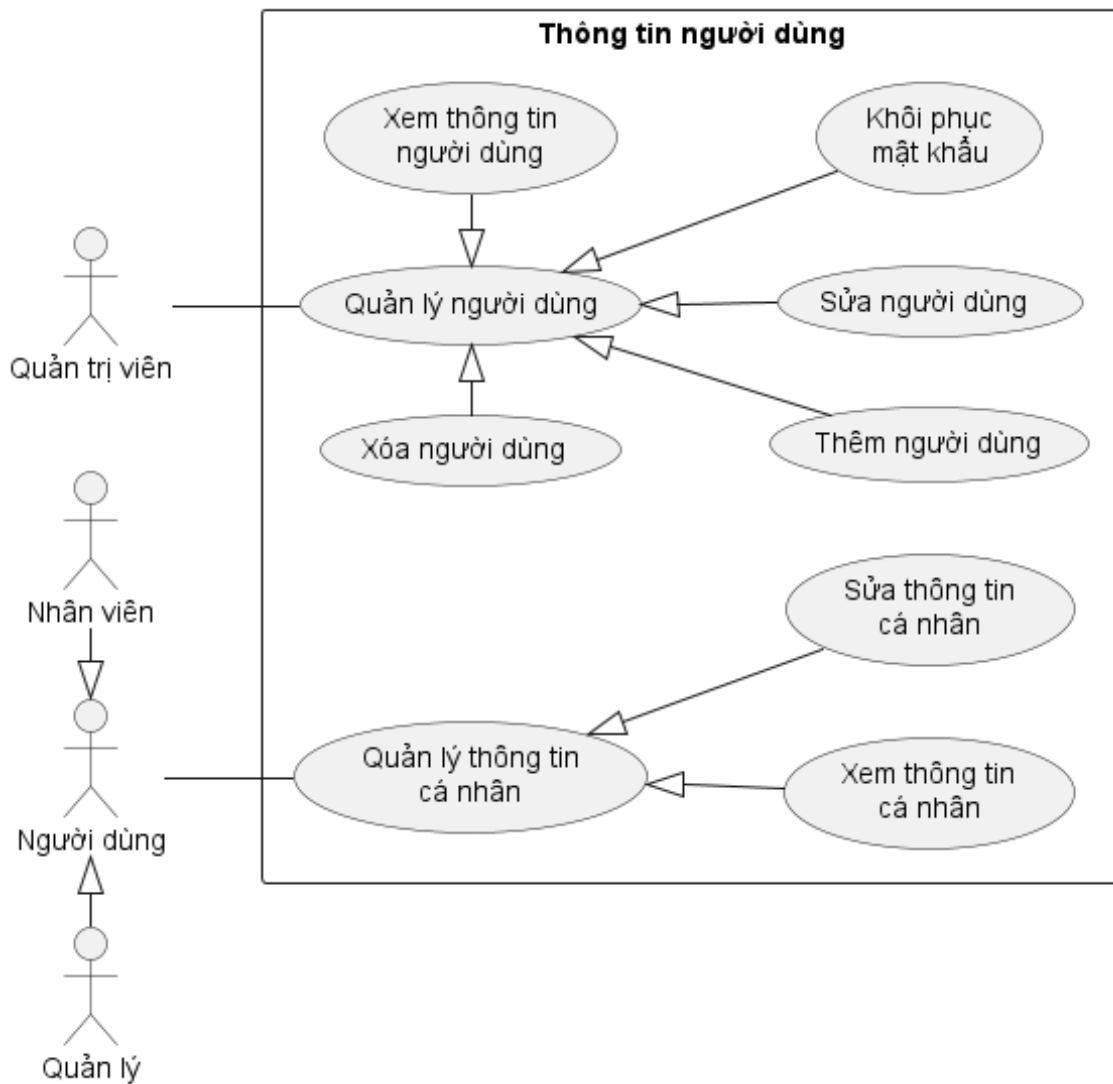 Thông tin người dùng
Xem thông tin
người dùng
Khôi phục
mật khẩu
Quản lý người dùng
Sửa người dùng
Quản trị viên
Xóa người dùng
Thêm người dùng
Nhân viên
Sửa thông tin
cá nhân
Quản lý thông tin
cá nhân
Xem thông tin
cá nhân
Người dùng
Quản lý